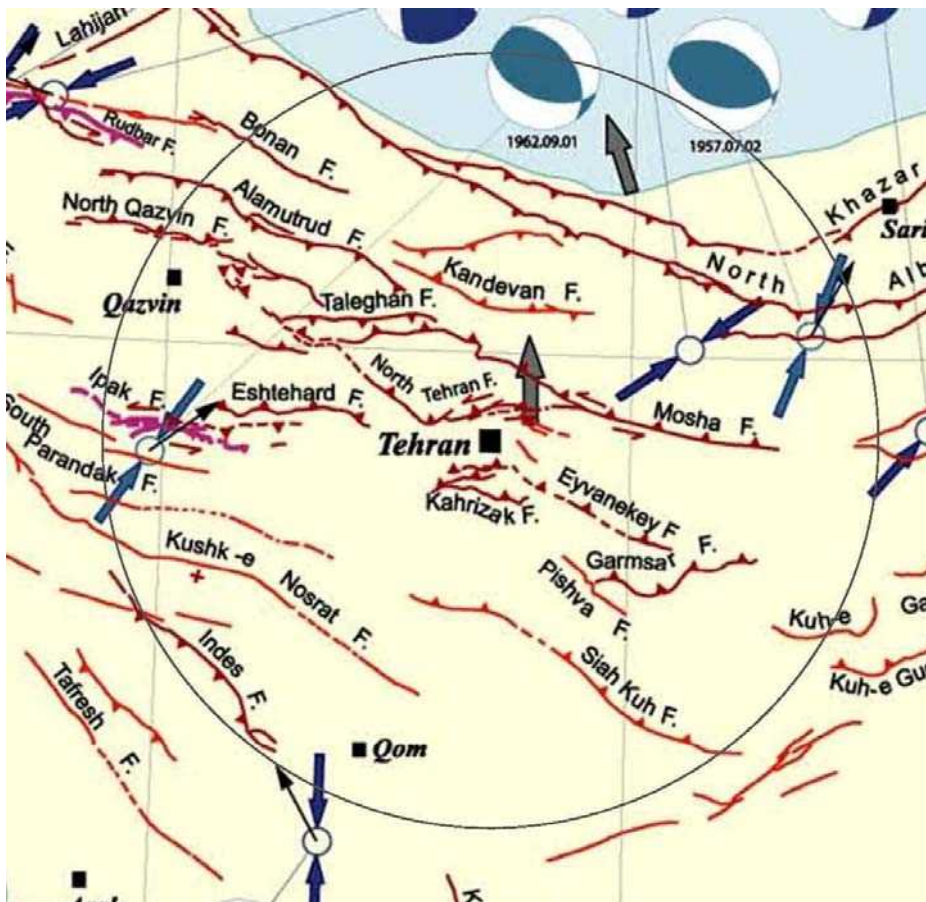 Lahijan
Rudbar F.
Bonan F.
1962.09.01
1957.07.02
Khazar
Sari
North Qazvin F.
Alamutrud F.
North Alb
Kandevan F.
Qazvin
Taleghan F.
North Tehran F.
Ipak F.
Eshtehard F.
Mosha F.
South
Parandak F.
Tehran
Eyvanekey F
Kahrizak F.
Garmsar F.
Kushk-e Nosrat F.
Pishva F.
Kuh-e
Ga
Indes F.
Siah Kuh F.
Kuh-e Gu
Tafresh F.
Qom